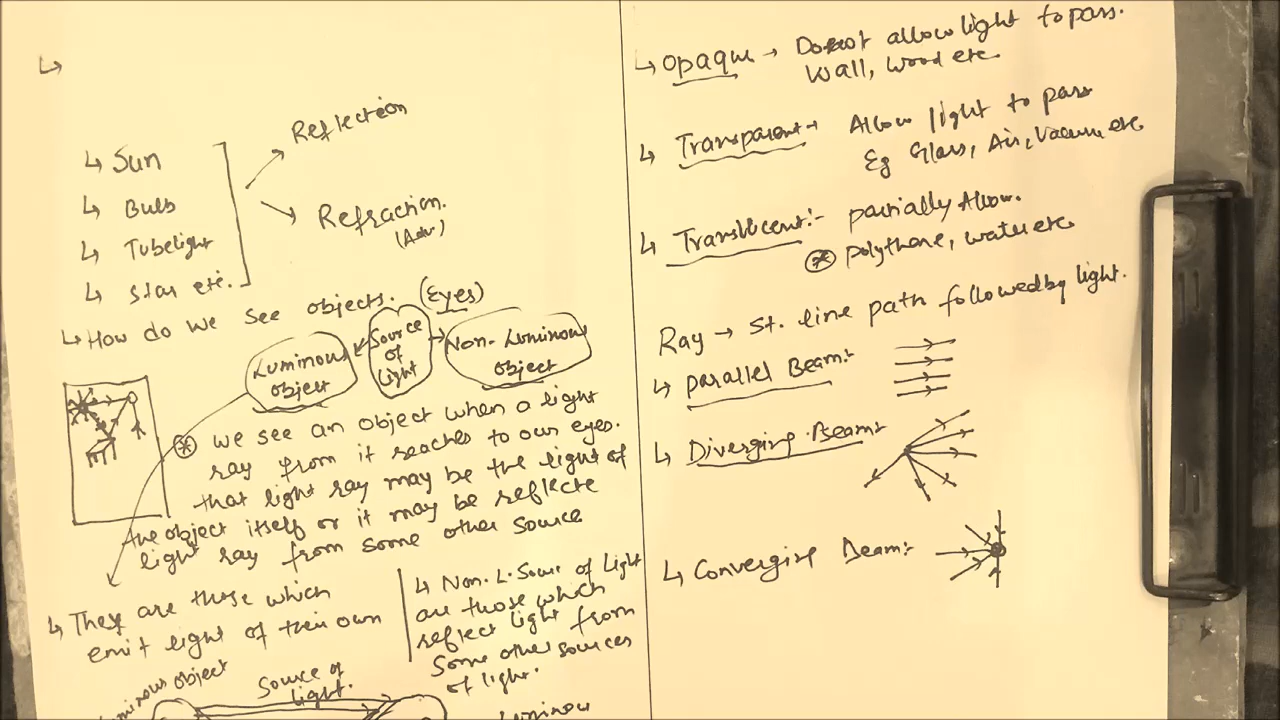 ↳
↳ Sun
↳ Bulb
↳ Tubelight
↳ Star etc.
Reflection
Refraction.
(Adv)
↳ How do we see objects. (Eyes)
Luminous object
Source of light
Non-Luminous object
* we see an object when a light
ray from it reaches to our eyes.
that light ray may be the light of
the object itself or it may be reflecte
light ray from some other source
↳ These are those which
emit light of their own
↳ Non. L. Sour of Light
are those which
reflect light from
some other sources
of light.
object
Source of
light.
↳ Opaque → Do not allow light to pass.
Wall, wood etc
↳ Transparent → Allow light to pass
Eg Glass, Air, Vacuum etc
↳ Translicent:- partially Allow.
* polythene, water etc
Ray → St. line path followed by light.
↳ parallel Beam:
↳ Diverging Beam:
↳ Converging Beam: